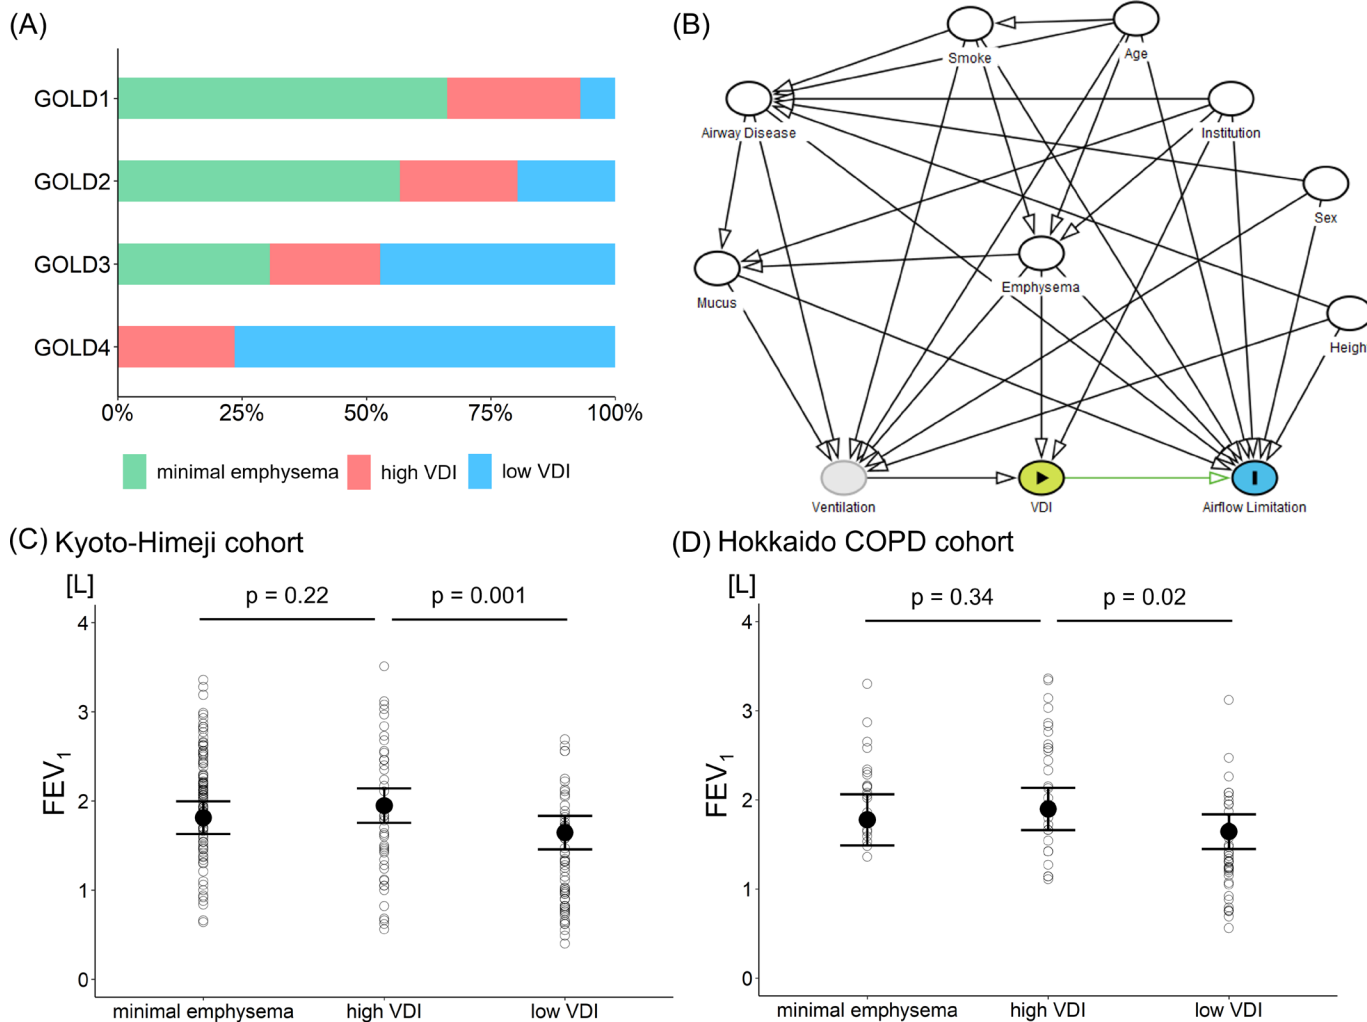 (A)
GOLD1
GOLD2
GOLD3
GOLD4
0% 25% 50% 75% 100%
minimal emphysema high VDI low VDI
(B)
Smoke
Age
Airway Disease
Institution
Sex
Mucus
Emphysema
Heigh
Ventilation
VDI
Airflow Limitation
(C) Kyoto-Himeji cohort
[L]
p = 0.22 p = 0.001
4
3
2
1
0
FEV1
minimal emphysema high VDI low VDI
(D) Hokkaido COPD cohort
[L]
p = 0.34 p = 0.02
4
3
2
1
0
FEV1
minimal emphysema high VDI low VDI